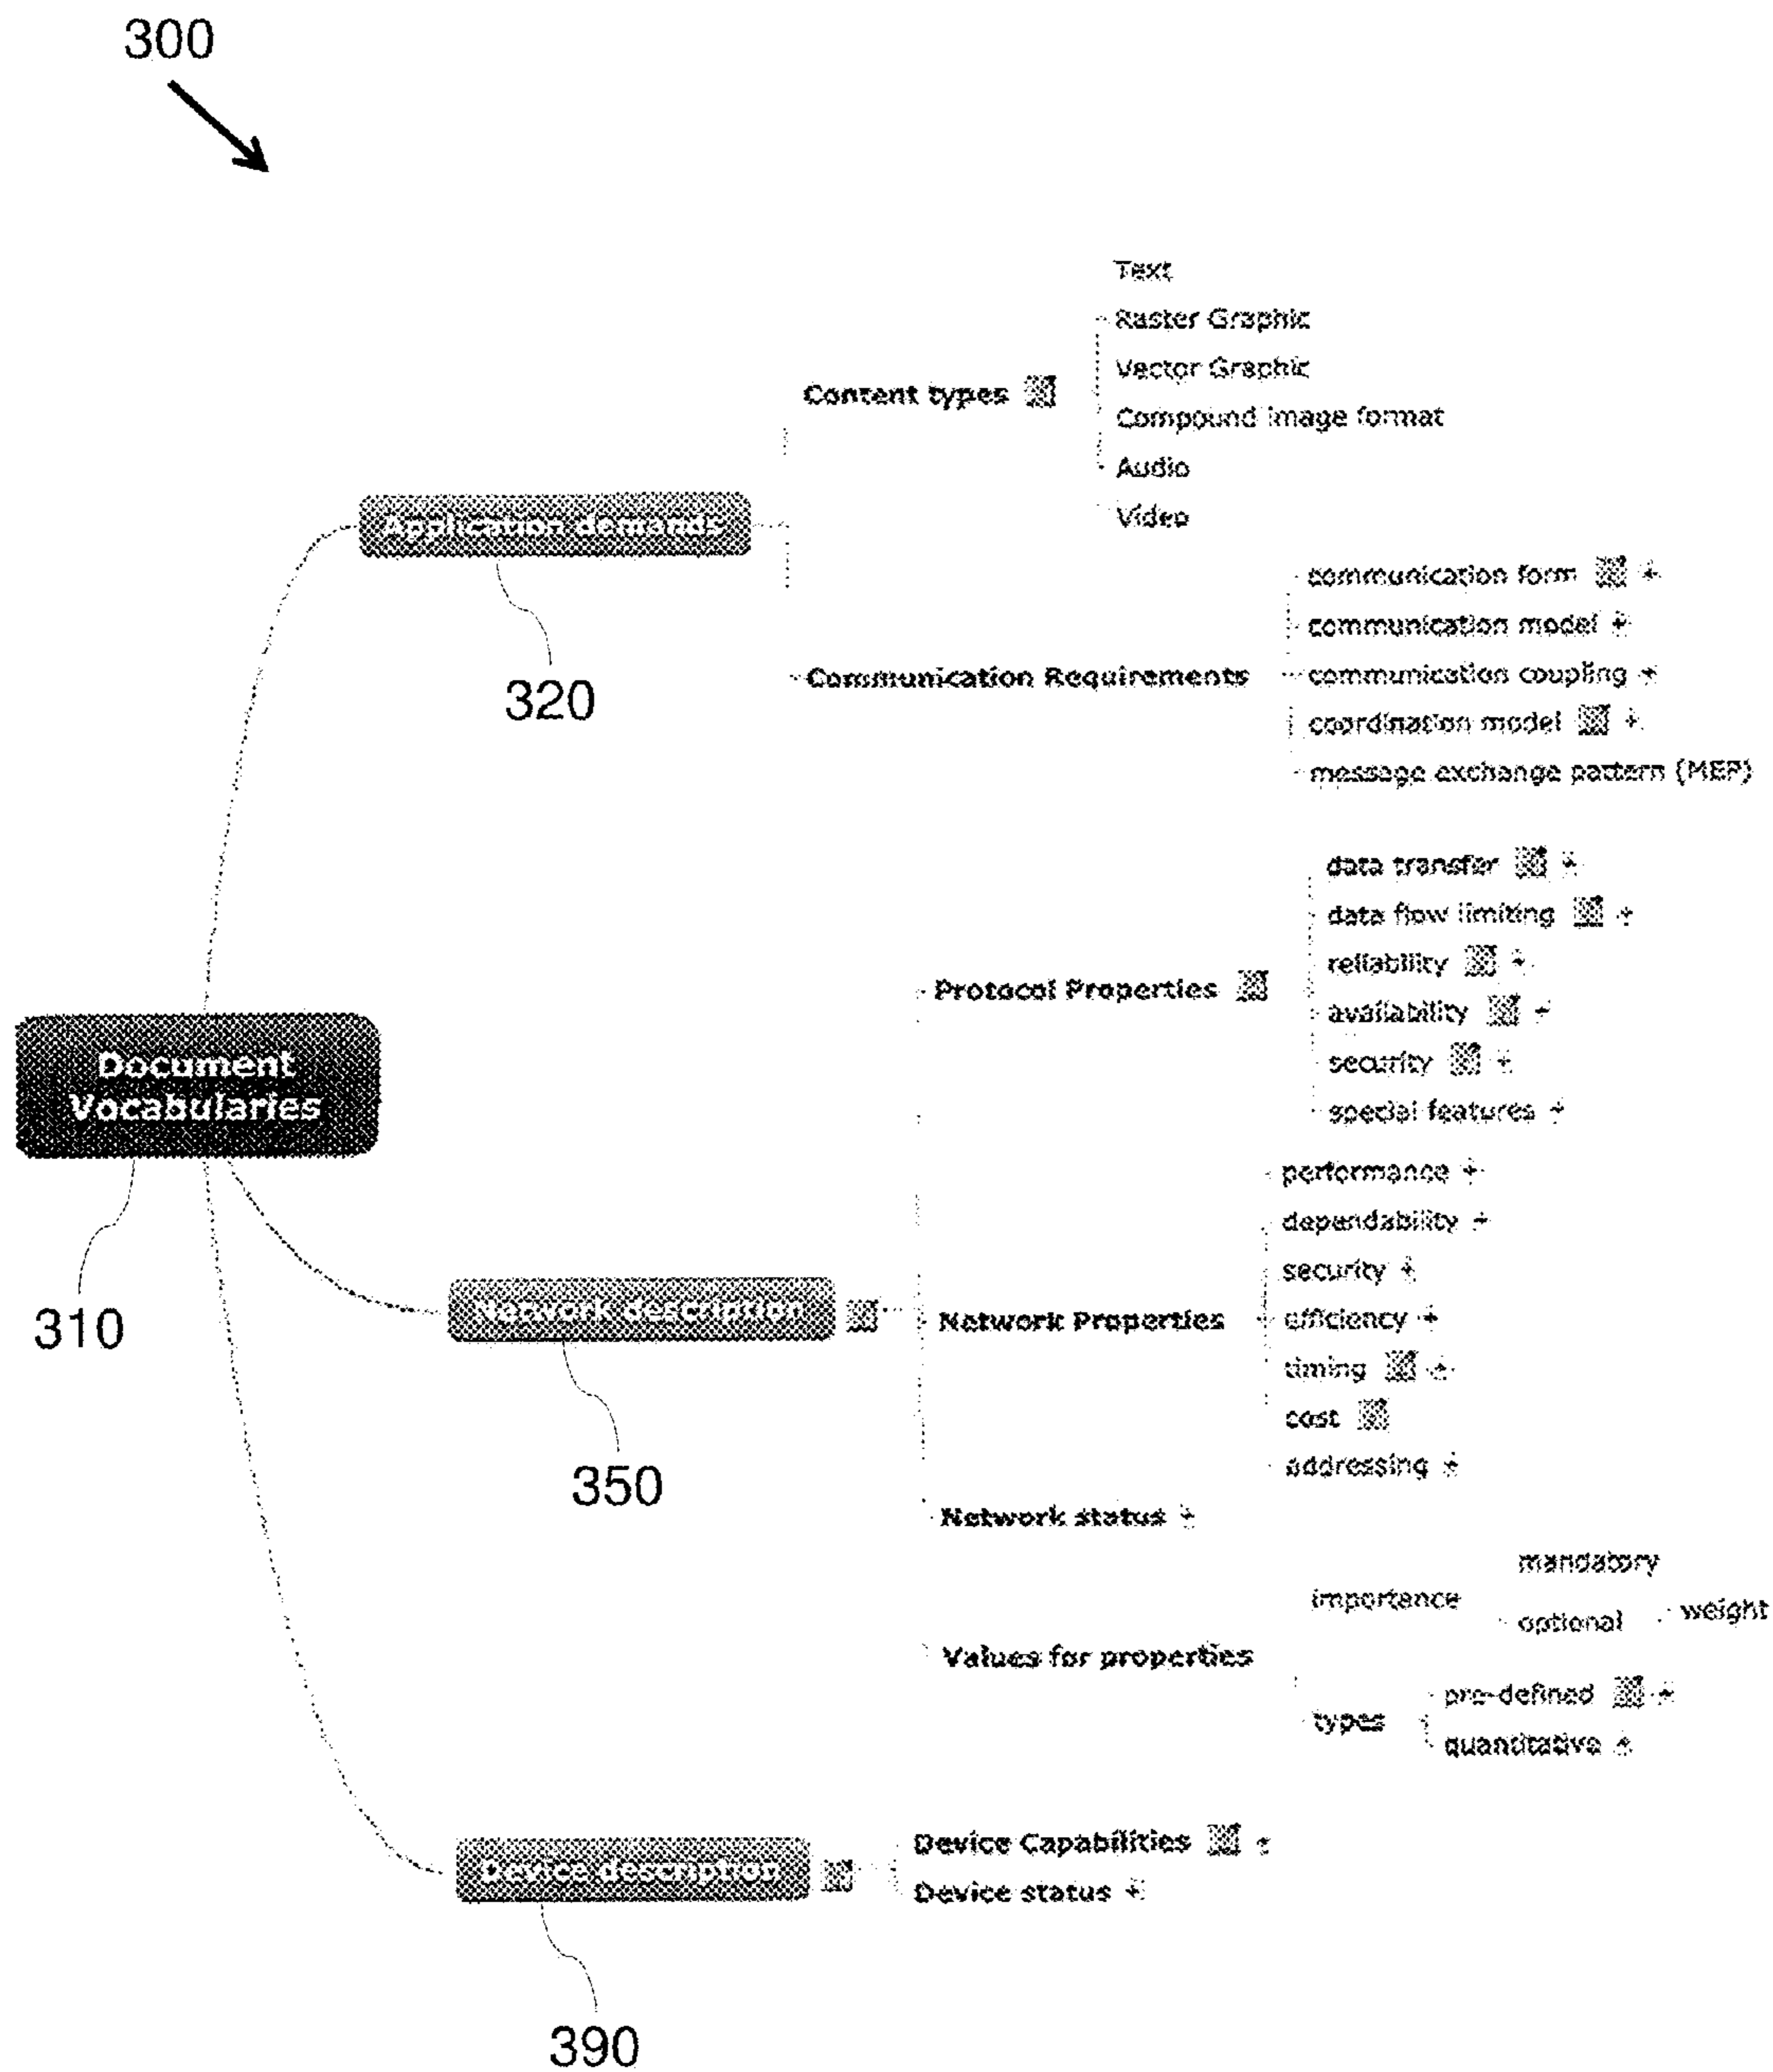 300
Text
Raster Graphic
Vector Graphic
Content types
Compound image format
Audio
Video
Application demands
320
communication form +
communication model +
Communication Requirements
communication coupling +
coordination model +
message exchange pattern (MEP)
data transfer +
data flow limiting +
reliability +
Protocol Properties
availability +
security +
special features +
Document
Vocabularies
310
performance +
dependability +
security +
Network description
350
Network Properties
efficiency +
timing +
cost
addressing +
Network status +
mandatory
importance
optional
weight
Values for properties
pre-defined +
types
quantitative +
Device description
390
Device Capabilities +
Device status +